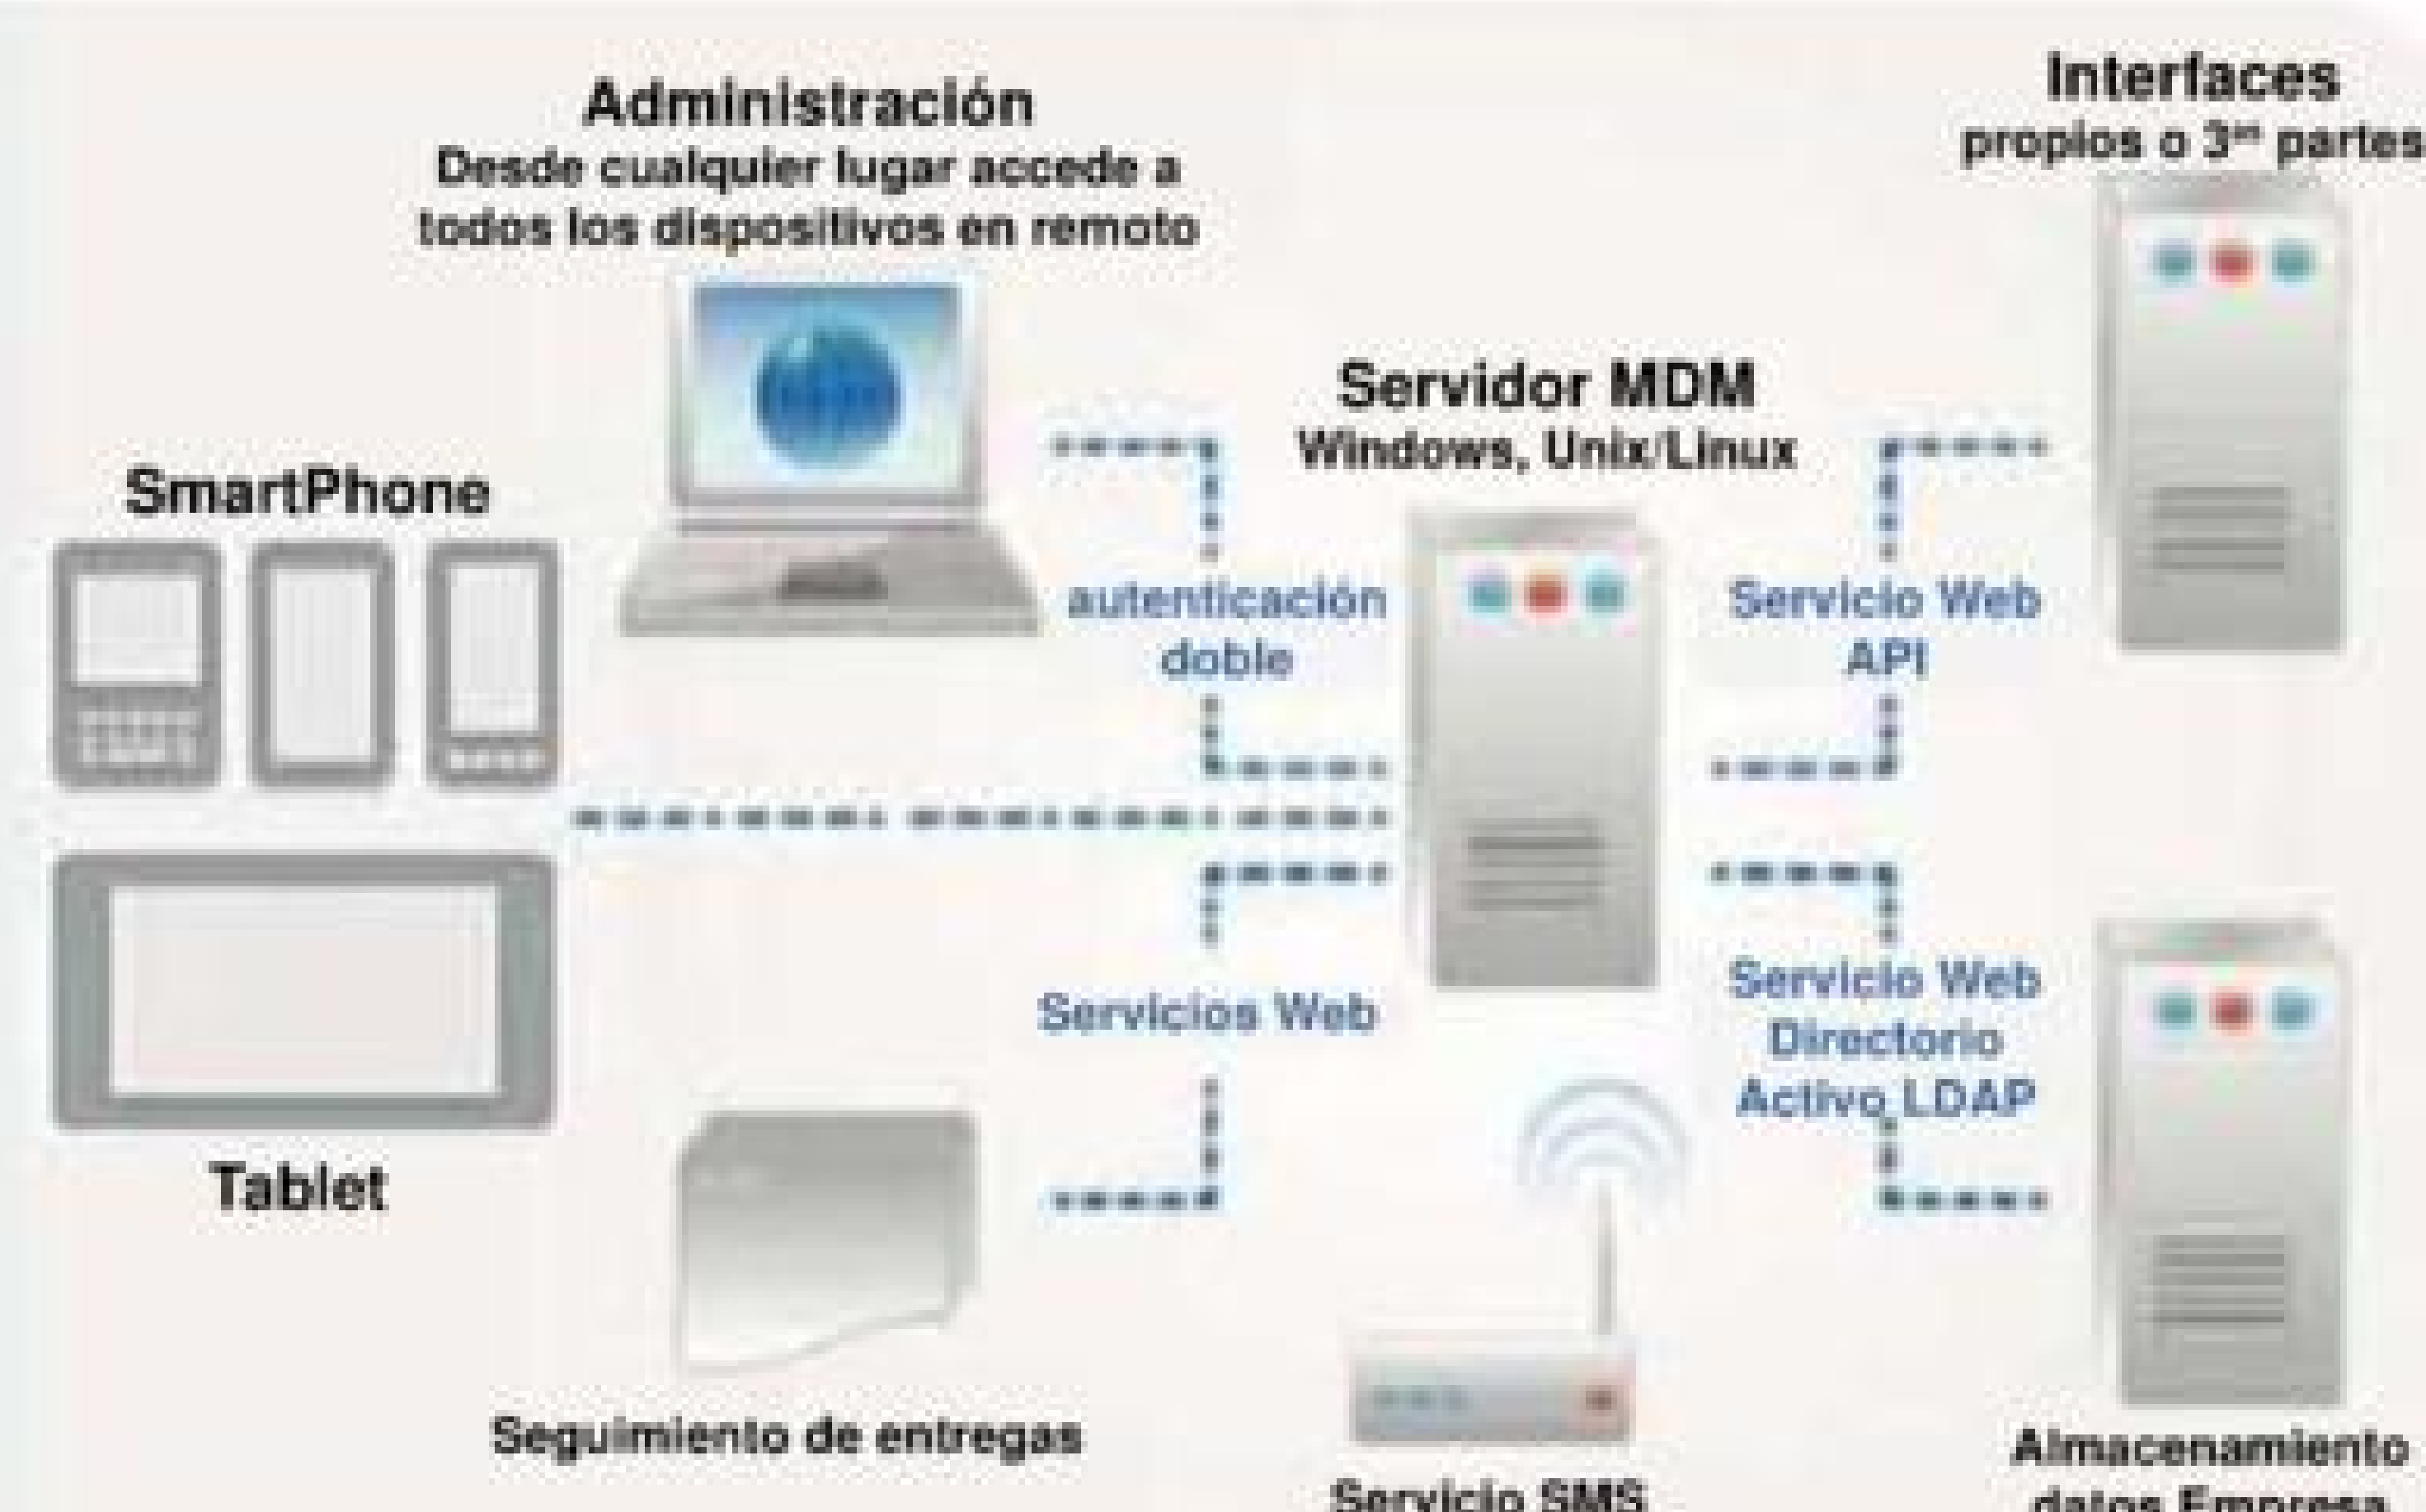 Administración
Desde cualquier lugar accede a
todos los dispositivos en remoto
Interfaces
propios o 3as partes
Servidor MDM
Windows, Unix/Linux
SmartPhone
autenticación
doble
Servicio Web
API
Servicios Web
Servicio Web
Directorio
Activo LDAP
Tablet
Seguimiento de entregas
Servicio SMS
Almacenamiento
datos Empresa